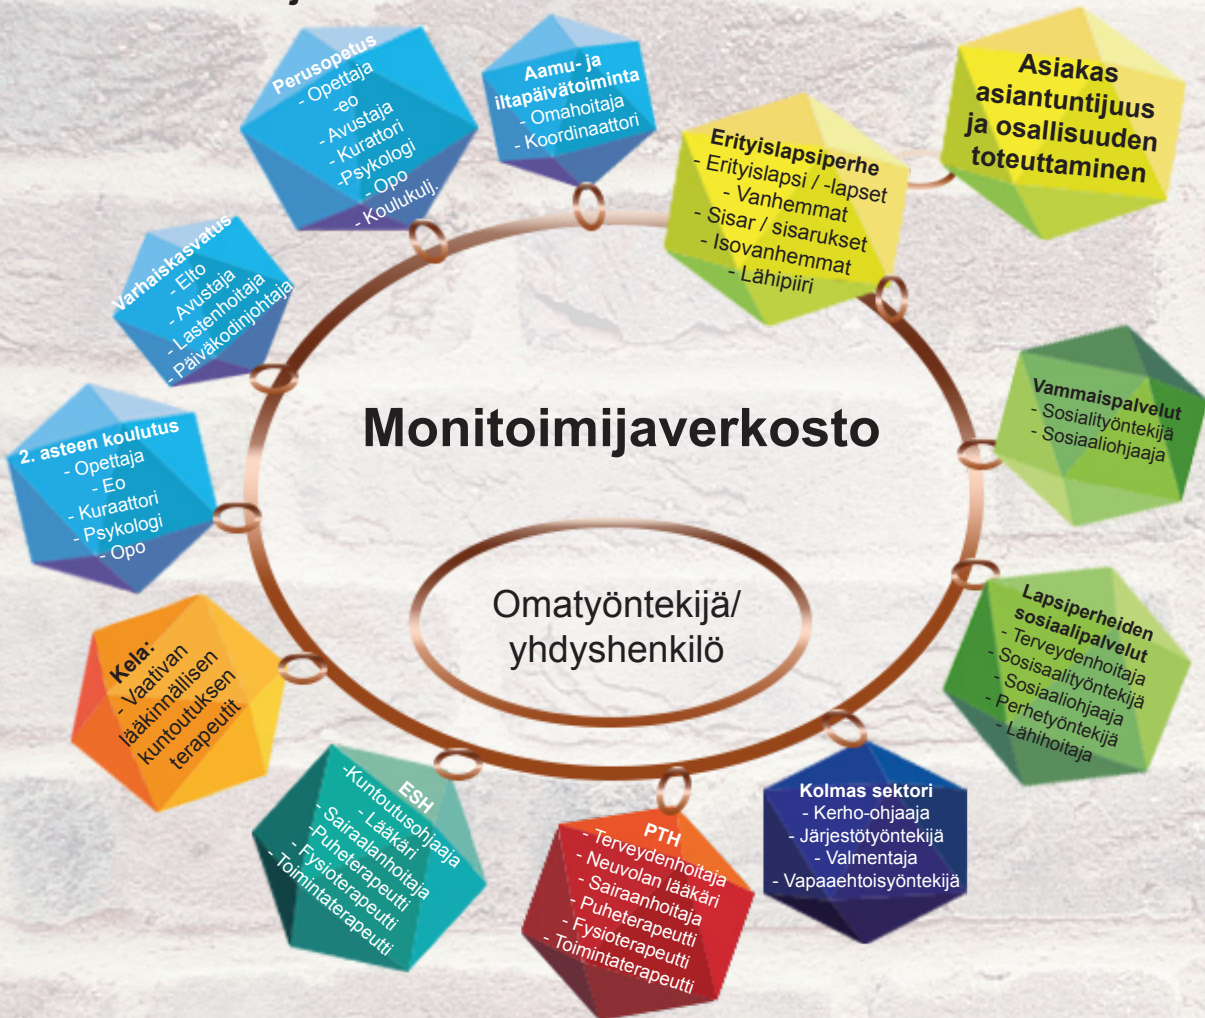 Perusopetus
- Opettaja
-eo
- Avustaja
- Kurattori
-Psykologi
- Opo
- Koulukulj.
Aamu- ja
iltapäivätoiminta
- Omahoitaja
- Koordinaattori
Erityislapsiperhe
- Erityislapsi / -lapset
- Vanhemmat
- Sisar / sisarukset
- Isovanhemmat
- Lähipiiri
Asiakas
asiantuntijuus
ja osallisuuden
toteuttaminen
Varhaiskasvatus
- Elto
- Avustaja
- Lastenhoitaja
- Päiväkodinjohtaja
Vammaispalvelut
- Sosialityöntekijä
- Sosiaaliohjaaja
2. asteen koulutus
- Opettaja
- Eo
- Kuraattori
- Psykologi
- Opo
Monitoimijaverkosto
Omatyöntekijä/
yhdyshenkilö
Lapsiperheiden
sosiaalipalvelut
- Terveydenhoitaja
- Sosisaalityöntekijä
- Sosiaaliohjaaja
- Perhetyöntekijä
- Lähihoitaja
Kela:
- Vaativan
lääkinnällisen
kuntoutuksen
terapeutit
ESH
-Kuntoutusohjaaja
- Lääkäri
- Sairaalanhoitaja
-Puheterapeutti
- Fysioterapeutti
- Toimintaterapeutti
PTH
- Terveydenhoitaja
- Neuvolan lääkäri
- Sairaanhoitaja
- Puheterapeutti
- Fysioterapeutti
- Toimintaterapeutti
Kolmas sektori
- Kerho-ohjaaja
- Järjestötyöntekijä
- Valmentaja
- Vapaaehtoisyöntekijä